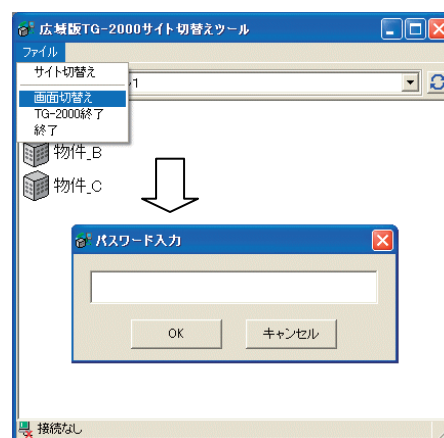 広域版TG-2000サイト切替えツール
ファイル
サイト切替え
画面切替え
TG-2000終了
終了
1
物件_B
物件_C
パスワード入力
OK
キャンセル
接続なし